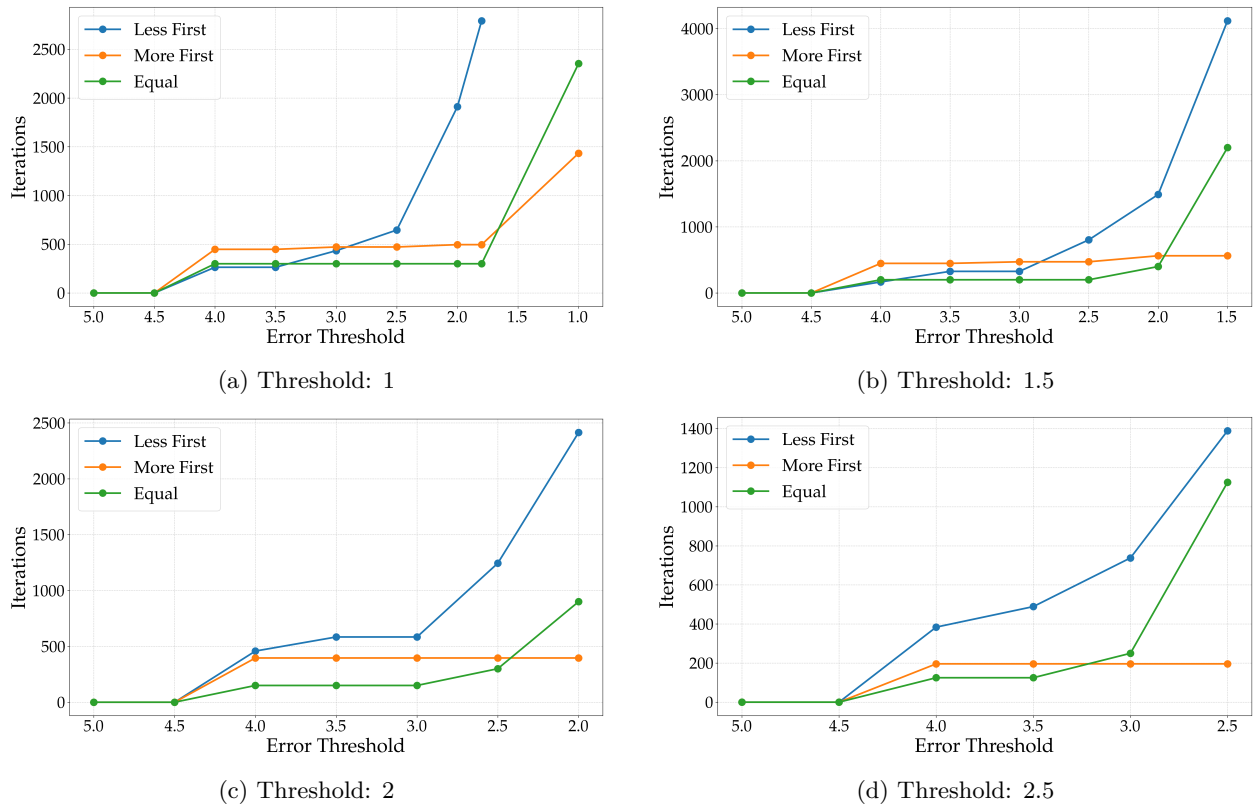 2500
2000
1500
1000
500
0
Iterations
Less First
More First
Equal
5.0 4.5 4.0 3.5 3.0 2.5 2.0 1.5 1.0
Error Threshold
(a) Threshold: 1
4000
3000
2000
1000
0
Iterations
Less First
More First
Equal
5.0 4.5 4.0 3.5 3.0 2.5 2.0 1.5
Error Threshold
(b) Threshold: 1.5
2500
2000
1500
1000
500
0
Iterations
Less First
More First
Equal
5.0 4.5 4.0 3.5 3.0 2.5 2.0
Error Threshold
(c) Threshold: 2
1400
1200
1000
800
600
400
200
0
Iterations
Less First
More First
Equal
5.0 4.5 4.0 3.5 3.0 2.5
Error Threshold
(d) Threshold: 2.5